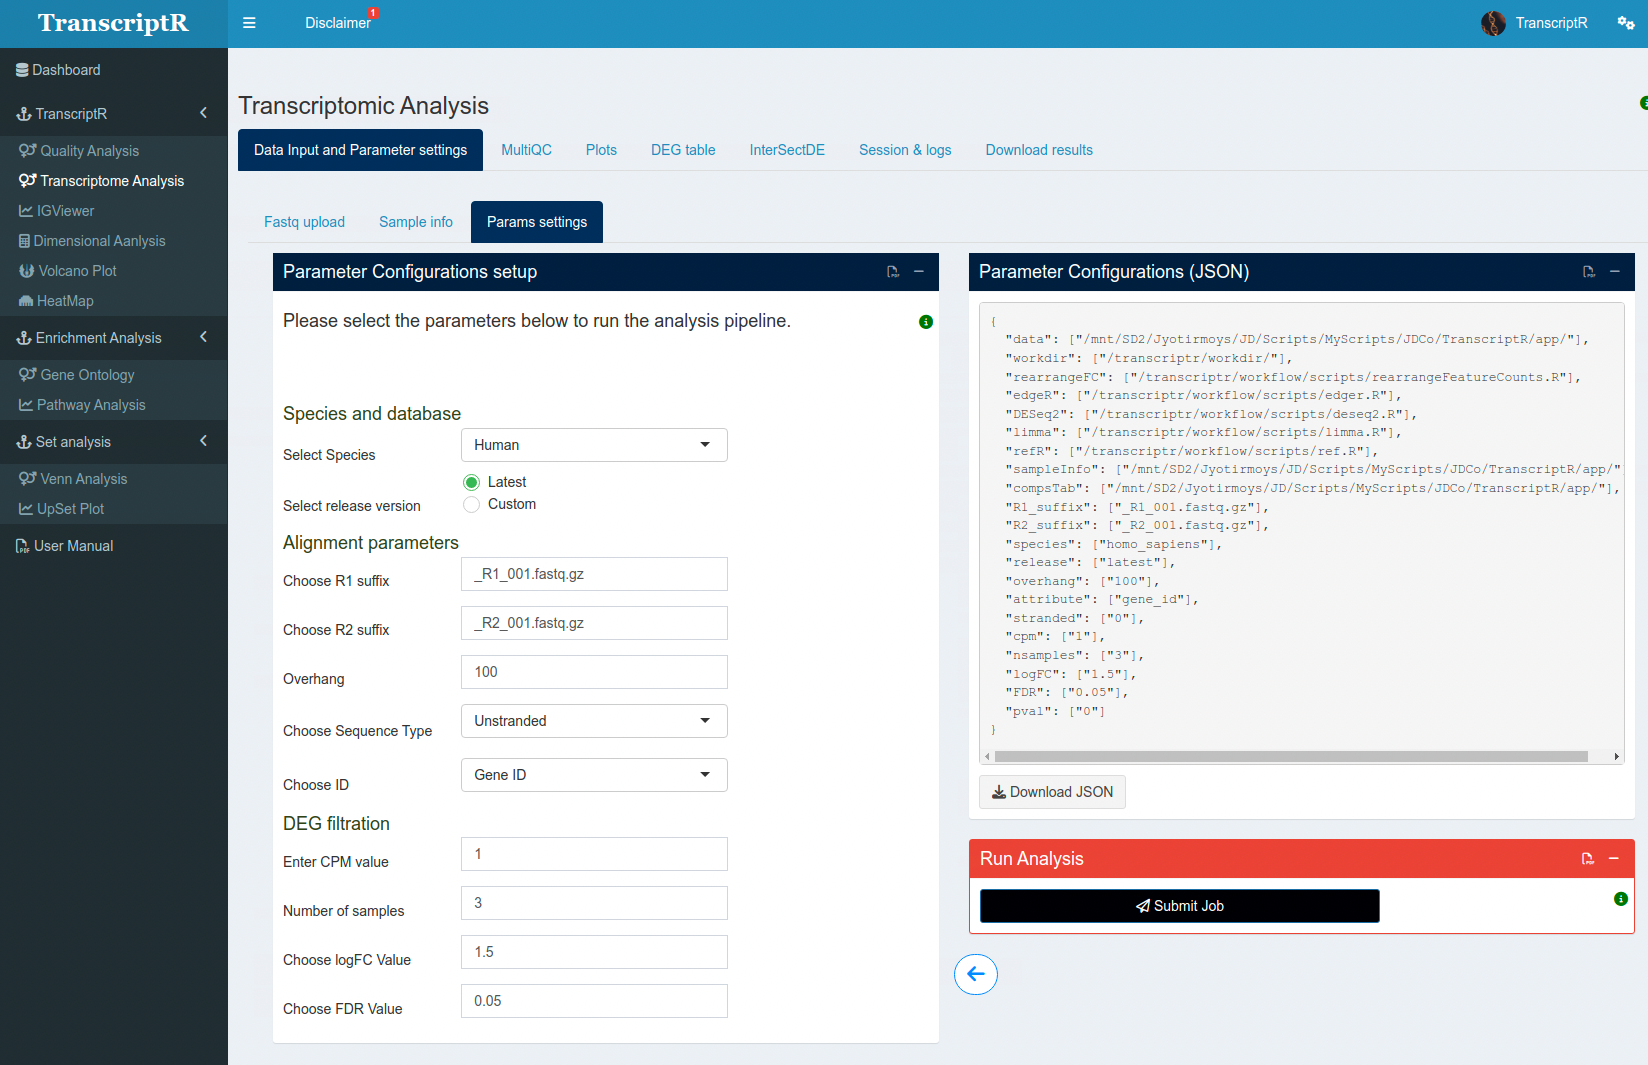 TranscriptR
Disclaimer
1
TranscriptR
Dashboard
TranscriptR
Quality Analysis
Transcriptome Analysis
IGViewer
Dimensional Aanlysis
Volcano Plot
HeatMap
Enrichment Analysis
Gene Ontology
Pathway Analysis
Set analysis
Venn Analysis
UpSet Plot
User Manual
Transcriptomic Analysis
Data Input and Parameter settings
MultiQC
Plots
DEG table
InterSectDE
Session & logs
Download results
Fastq upload
Sample info
Params settings
Parameter Configurations setup
Please select the parameters below to run the analysis pipeline.
Species and database
Select Species
Human
Select release version
Latest
Custom
Alignment parameters
Choose R1 suffix
_R1_001.fastq.gz
Choose R2 suffix
_R2_001.fastq.gz
Overhang
100
Choose Sequence Type
Unstranded
Choose ID
Gene ID
DEG filtration
Enter CPM value
1
Number of samples
3
Choose logFC Value
1.5
Choose FDR Value
0.05
Parameter Configurations (JSON)
{
"data": ["/mnt/SD2/Jyotirmoys/JD/Scripts/MyScripts/JDCo/TranscriptR/app/"],
"workdir": ["/transcriptr/workdir/"],
"rearrangeFC": ["/transcriptr/workflow/scripts/rearrangeFeatureCounts.R"],
"edgeR": ["/transcriptr/workflow/scripts/edger.R"],
"DESeq2": ["/transcriptr/workflow/scripts/deseq2.R"],
"limma": ["/transcriptr/workflow/scripts/limma.R"],
"refR": ["/transcriptr/workflow/scripts/ref.R"],
"sampleInfo": ["/mnt/SD2/Jyotirmoys/JD/Scripts/MyScripts/JDCo/TranscriptR/app/"
"compsTab": ["/mnt/SD2/Jyotirmoys/JD/Scripts/MyScripts/JDCo/TranscriptR/app/"],
"R1_suffix": ["_R1_001.fastq.gz"],
"R2_suffix": ["_R2_001.fastq.gz"],
"species": ["homo_sapiens"],
"release": ["latest"],
"overhang": ["100"],
"attribute": ["gene_id"],
"stranded": ["0"],
"cpm": ["1"],
"nsamples": ["3"],
"logFC": ["1.5"],
"FDR": ["0.05"],
"pval": ["0"]
}
Download JSON
Run Analysis
Submit Job